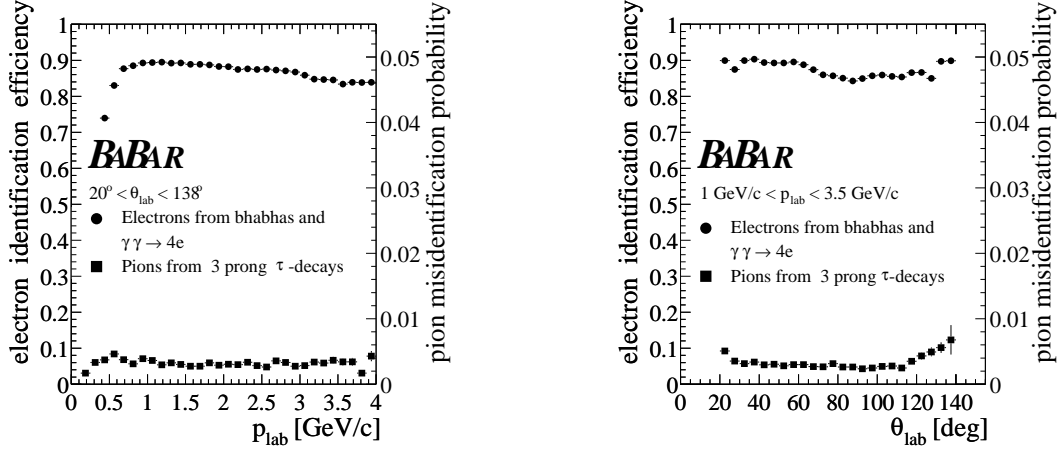 electron identification efficiency
1
0.9
0.8
0.7
0.6
0.5
0.4
0.3
0.2
0.1
0
BABAR
20° < θlab < 138°
Electrons from bhabhas and
γγ → 4e
Pions from 3 prong τ -decays
0.05
0.04
0.03
0.02
0.01
0
pion misidentification probability
0 0.5 1 1.5 2 2.5 3 3.5 4
plab [GeV/c]
electron identification efficiency
1
0.9
0.8
0.7
0.6
0.5
0.4
0.3
0.2
0.1
0
BABAR
1 GeV/c < plab < 3.5 GeV/c
Electrons from bhabhas and
γγ → 4e
Pions from 3 prong τ-decays
0.05
0.04
0.03
0.02
0.01
0
pion misidentification probability
0 20 40 60 80 100 120 140
θlab [deg]